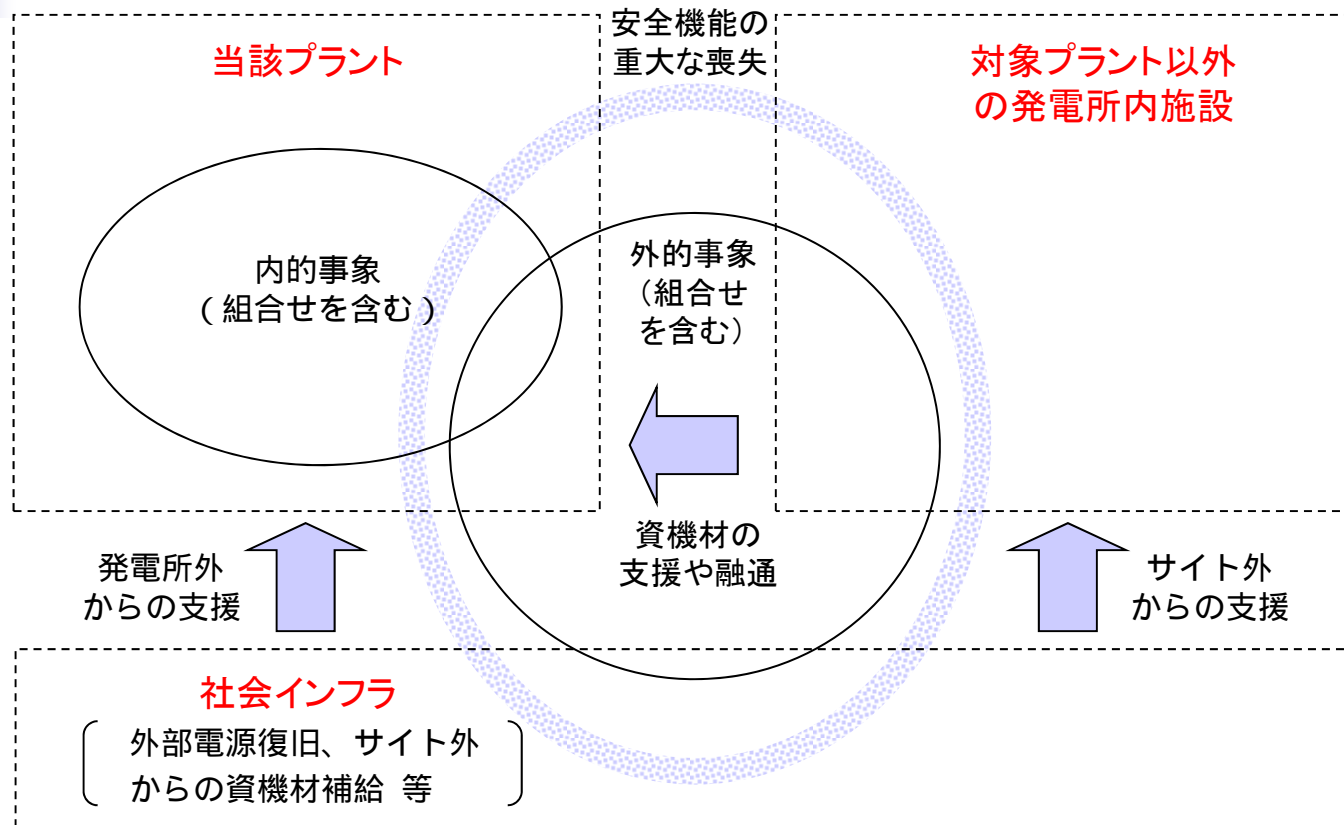 当該プラント
安全機能の
重大な喪失
対象プラント以外
の発電所内施設
内的事象
(組合せを含む)
外的事象
(組合せ
を含む)
資機材の
支援や融通
発電所外
からの支援
サイト外
からの支援
社会インフラ
外部電源復旧、サイト外
からの資機材補給 等